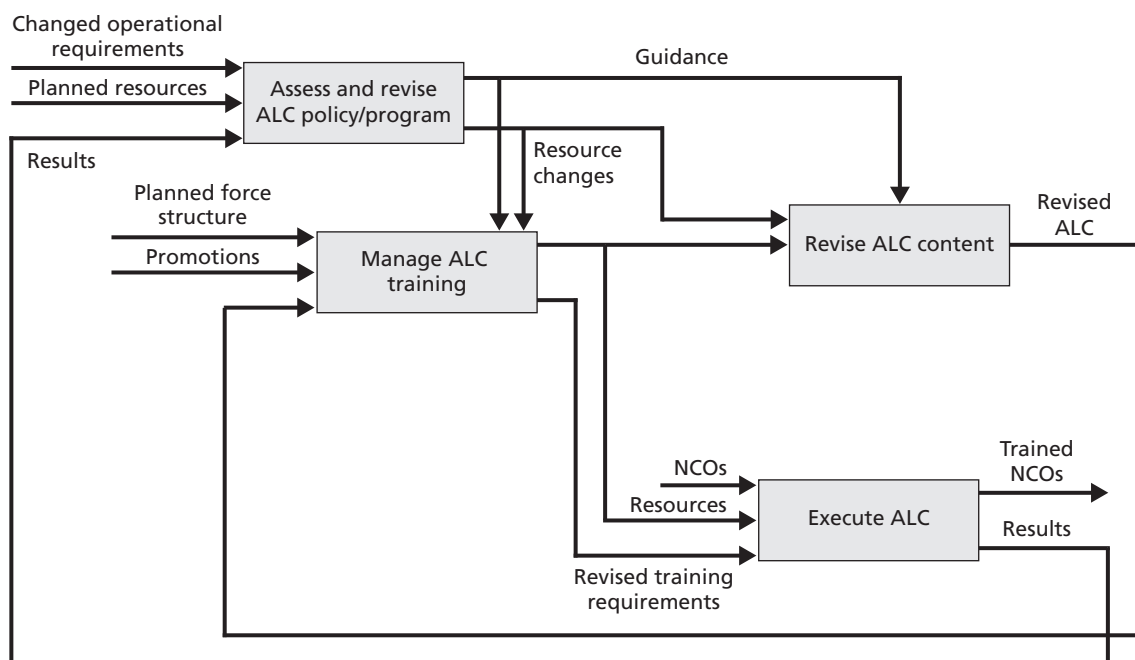 Changed operational
requirements
Planned resources
Results
Assess and revise
ALC policy/program
Guidance
Resource
changes
Planned force
structure
Promotions
Manage ALC
training
Revise ALC content
Revised
ALC
NCOs
Resources
Revised training
requirements
Execute ALC
Trained
NCOs
Results